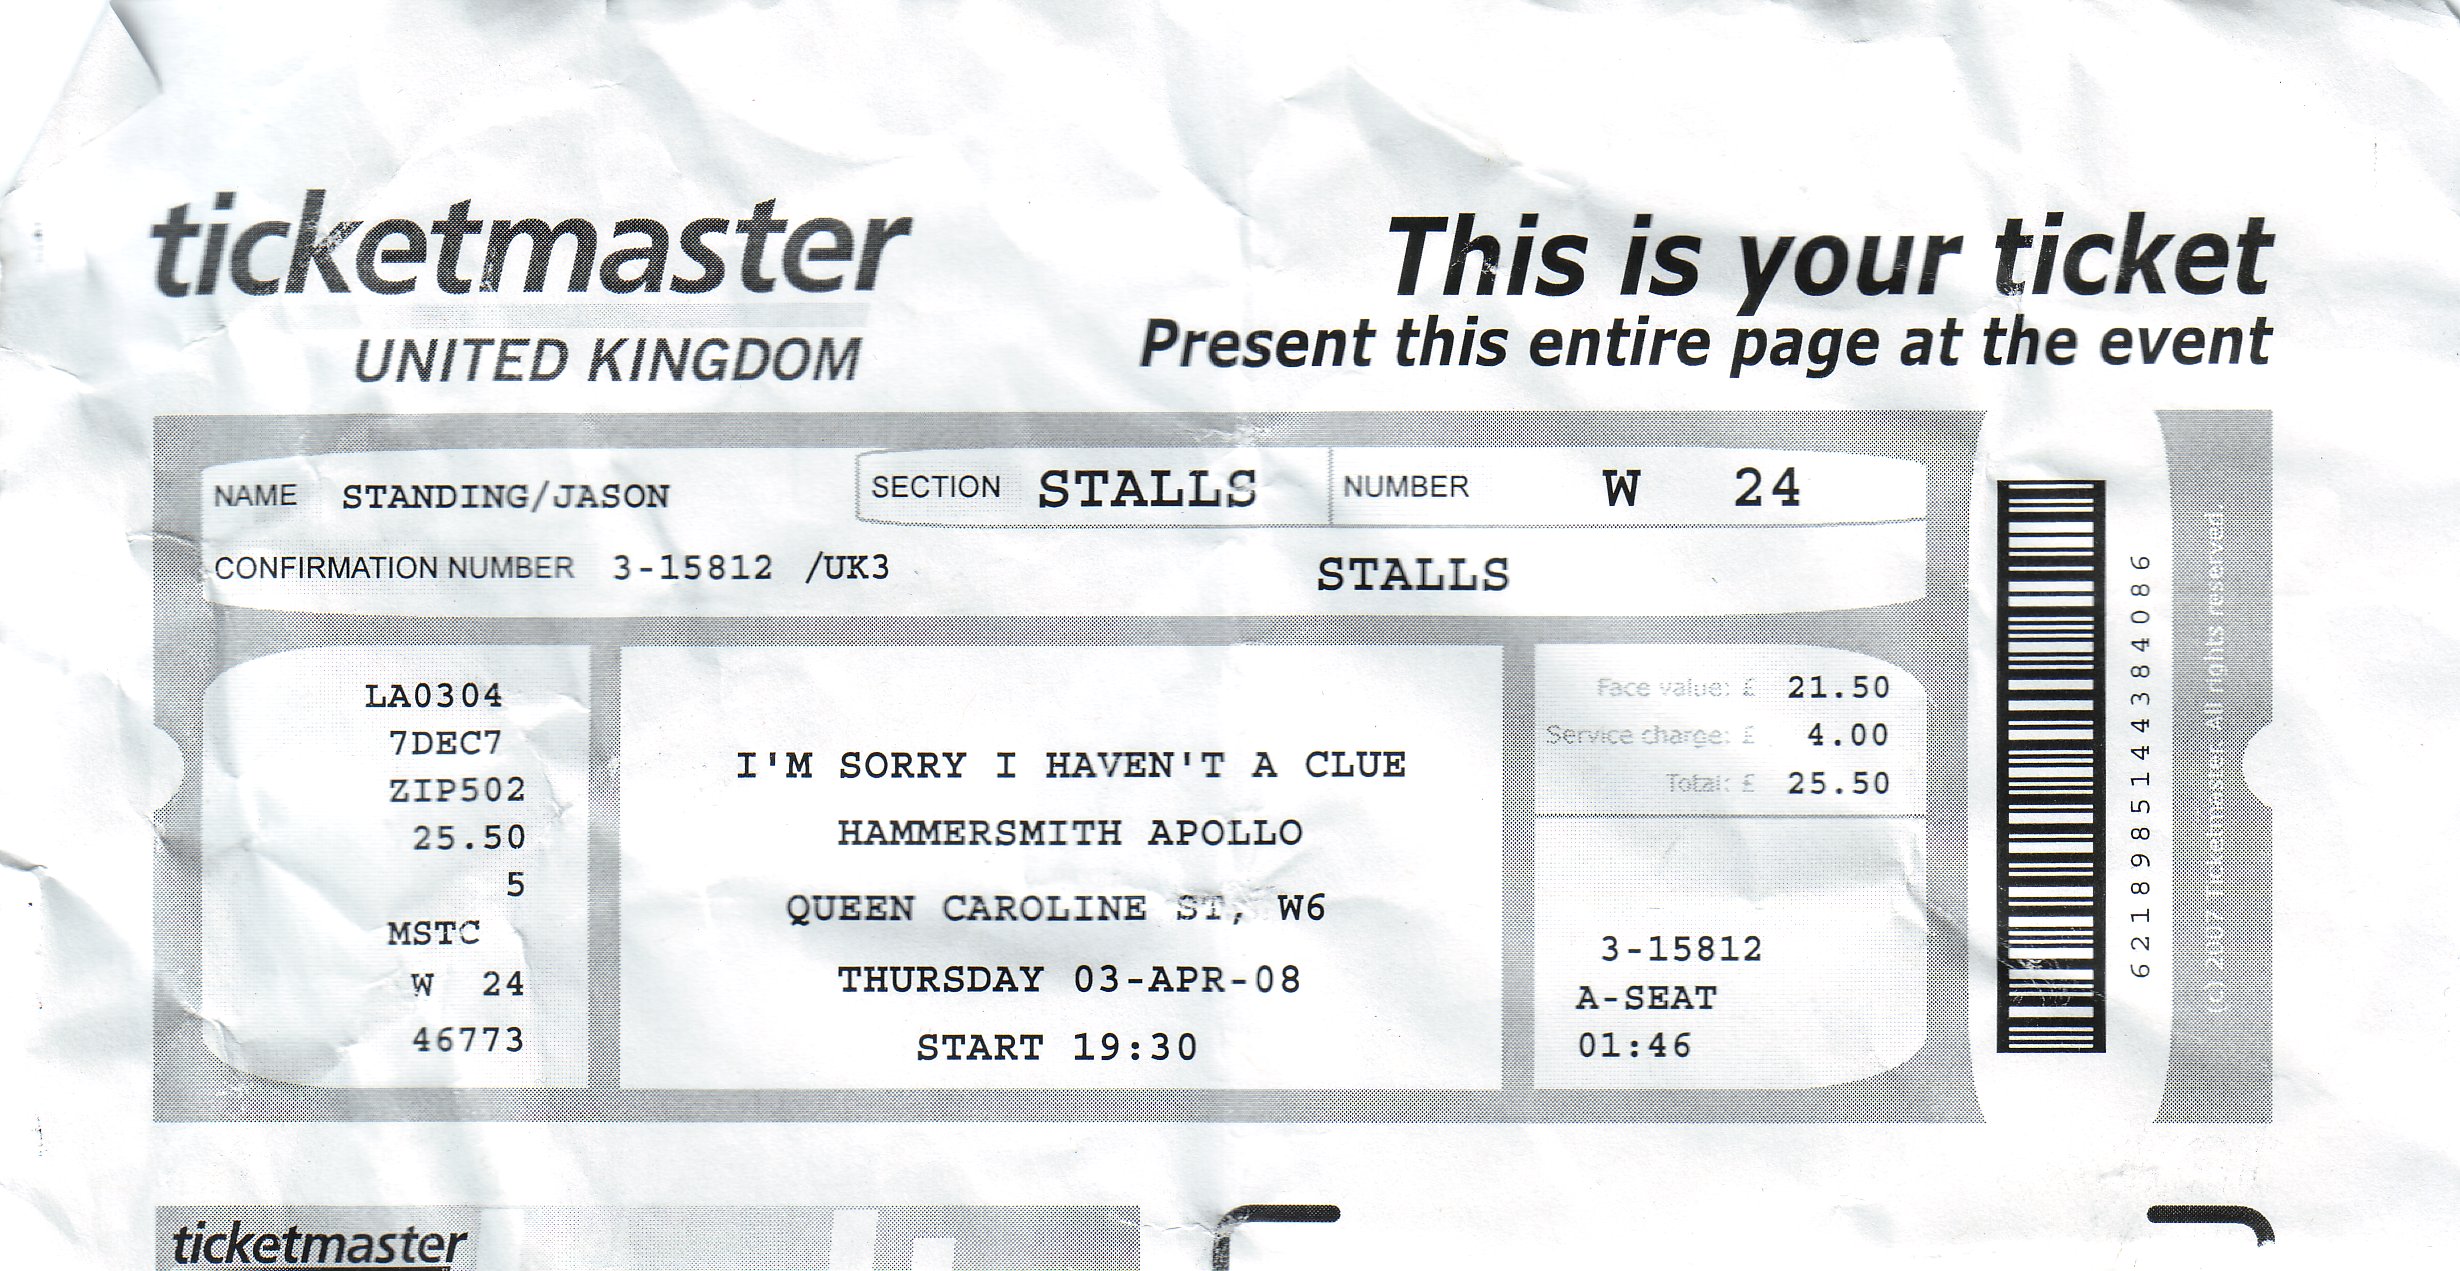 ticketmaster
UNITED KINGDOM
This is your ticket
Present this entire page at the event
NAME STANDING/JASON
SECTION STALLS
NUMBER W 24
CONFIRMATION NUMBER 3-15812 /UK3
STALLS
LA0304
7DEC7
ZIP502
25.50
5
MSTC
W 24
46773
I'M SORRY I HAVEN'T A CLUE
HAMMERSMITH APOLLO
QUEEN CAROLINE ST, W6
THURSDAY 03-APR-08
START 19:30
Face value: £ 21.50
Service charge: £ 4.00
Total: £ 25.50
3-15812
A-SEAT
01:46
6218985144384086
(c) 2007 Ticketmaster. All rights reserved.
ticketmaster